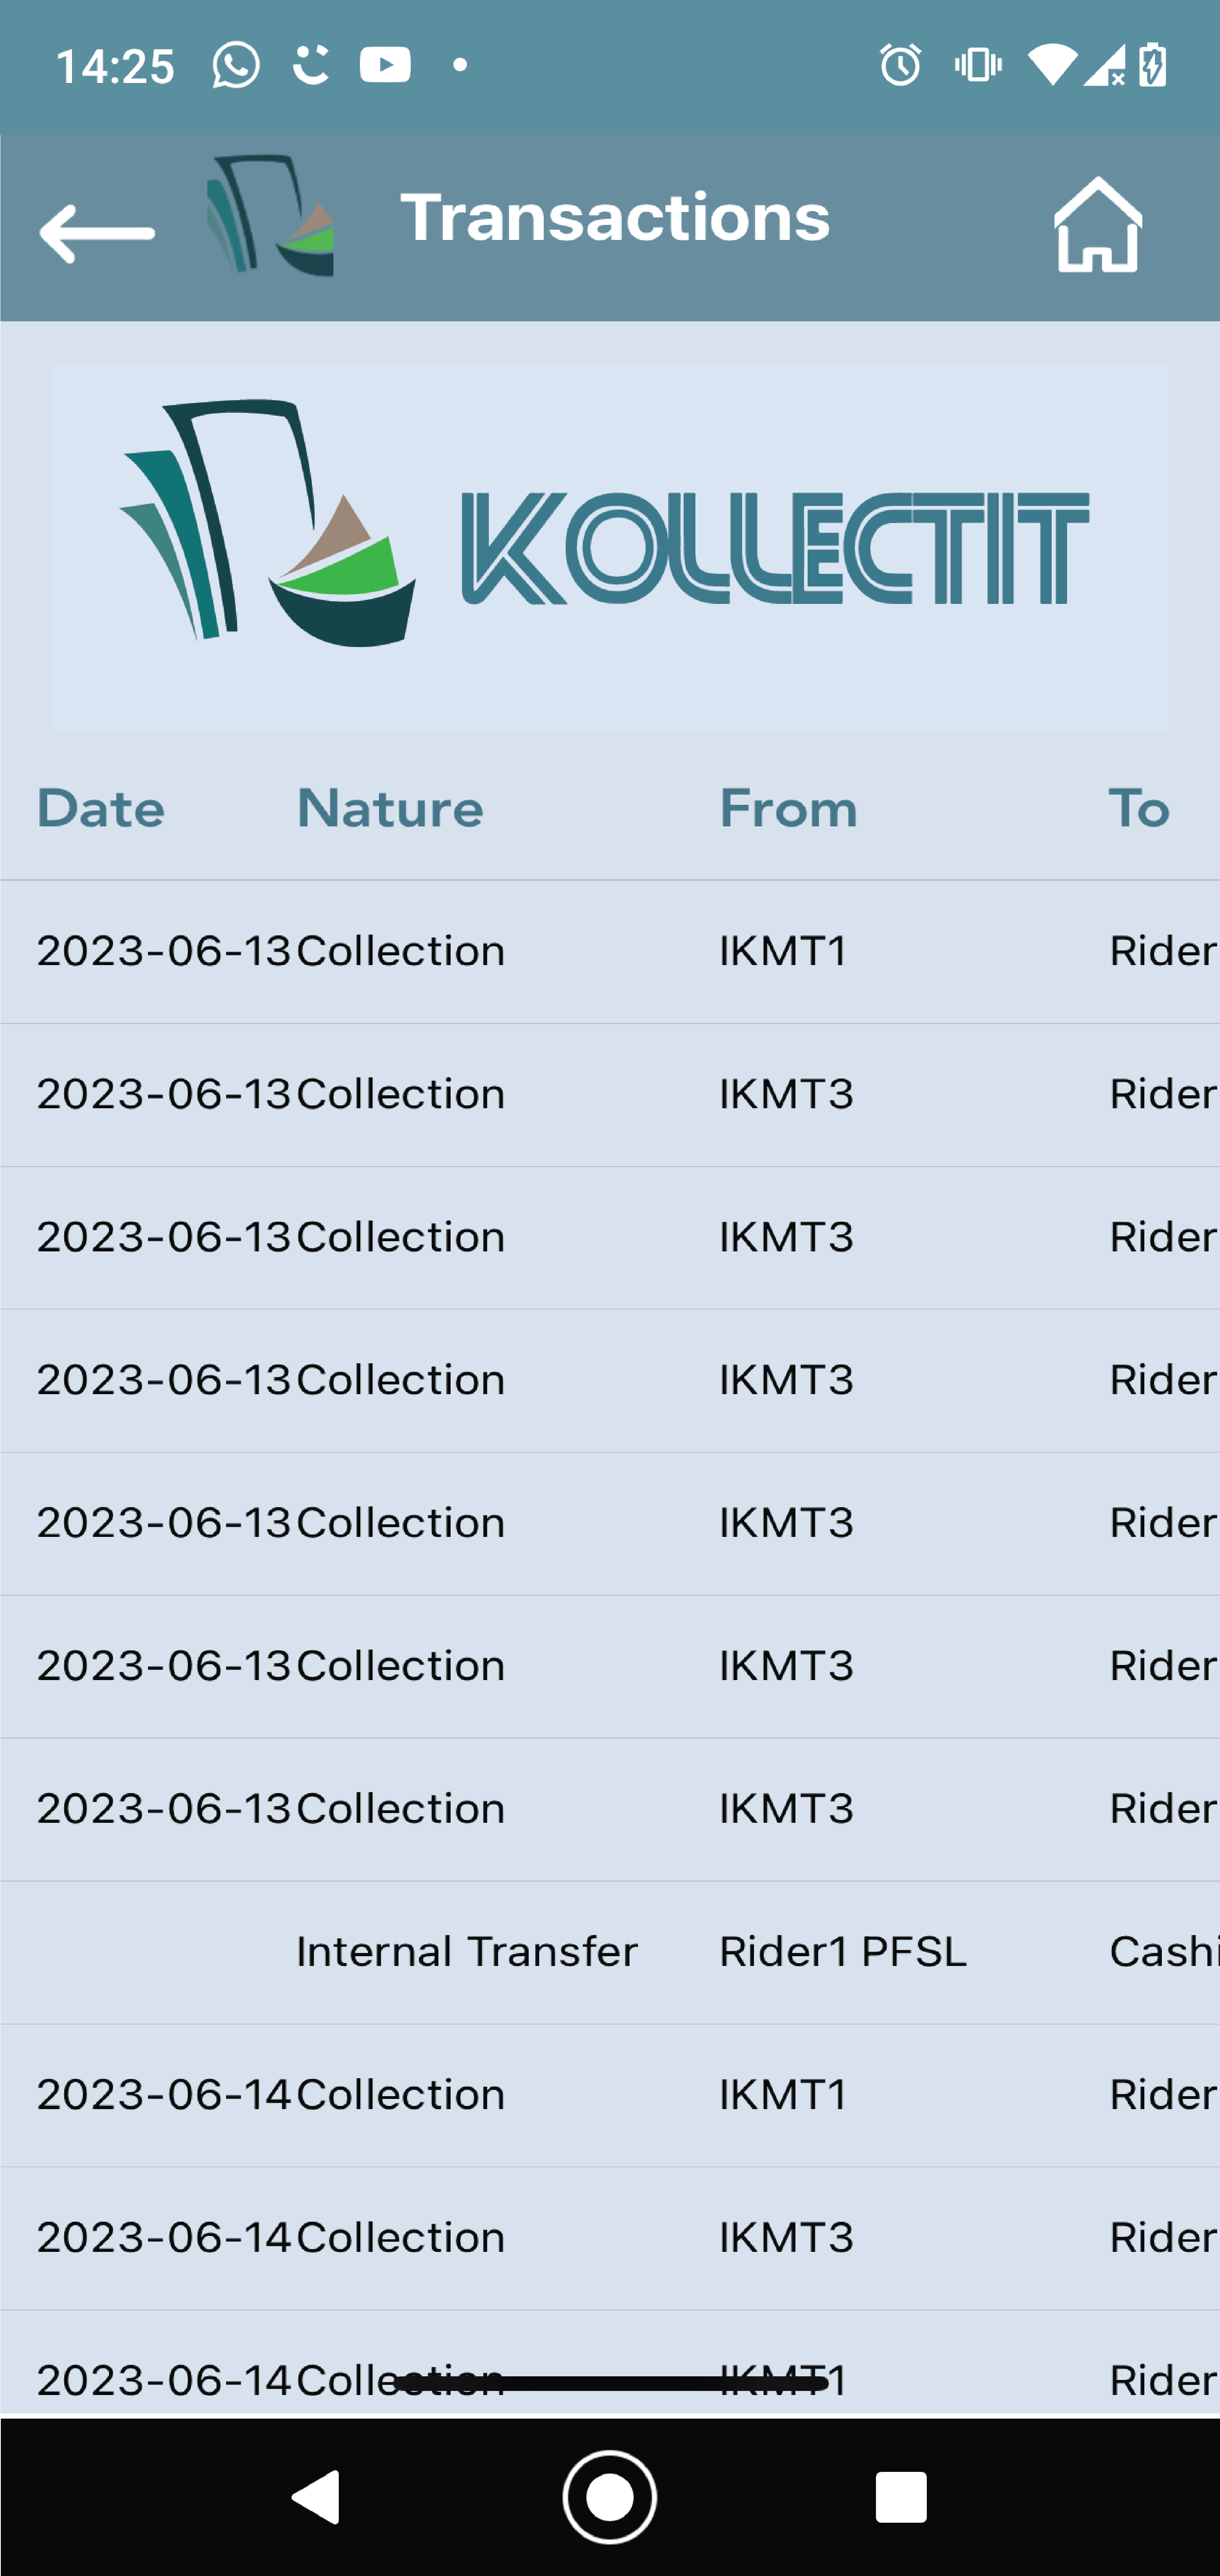 14:25
Transactions
KOLLECTIT
Date Nature From To
2023-06-13 Collection IKMT1 Rider
2023-06-13 Collection IKMT3 Rider
2023-06-13 Collection IKMT3 Rider
2023-06-13 Collection IKMT3 Rider
2023-06-13 Collection IKMT3 Rider
2023-06-13 Collection IKMT3 Rider
2023-06-13 Collection IKMT3 Rider
Internal Transfer Rider1 PFSL Cashi
2023-06-14 Collection IKMT1 Rider
2023-06-14 Collection IKMT3 Rider
2023-06-14 Collection IKMT1 Rider